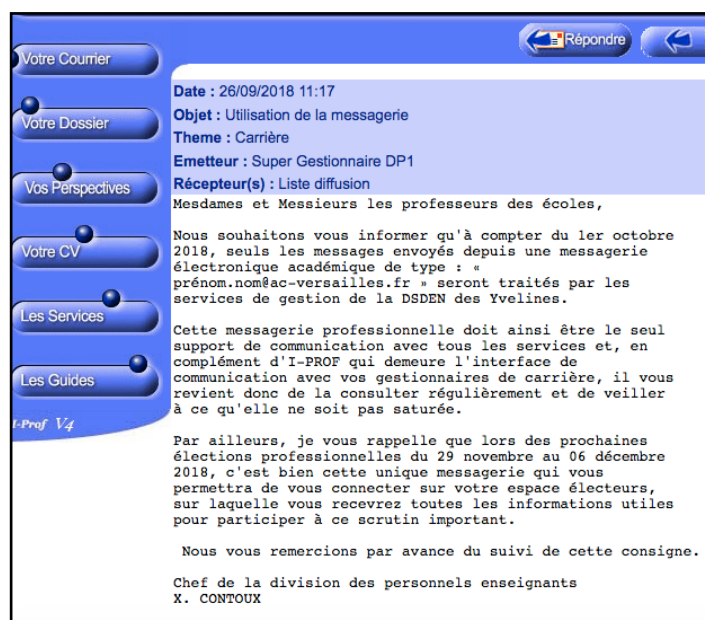 Répondre
Votre Courrier
Votre Dossier
Vos Perspectives
Votre CV
Les Services
Les Guides
I-Prof V4
Date : 26/09/2018 11:17
Objet : Utilisation de la messagerie
Theme : Carrière
Emetteur : Super Gestionnaire DP1
Récepteur(s) : Liste diffusion
Mesdames et Messieurs les professeurs des écoles,
Nous souhaitons vous informer qu'à compter du 1er octobre
2018, seuls les messages envoyés depuis une messagerie
électronique académique de type : «
prénom.nom@ac-versailles.fr » seront traités par les
services de gestion de la DSDEN des Yvelines.
Cette messagerie professionnelle doit ainsi être le seul
support de communication avec tous les services et, en
complément d'I-PROF qui demeure l'interface de
communication avec vos gestionnaires de carrière, il vous
revient donc de la consulter régulièrement et de veiller
à ce qu'elle ne soit pas saturée.
Par ailleurs, je vous rappelle que lors des prochaines
élections professionnelles du 29 novembre au 06 décembre
2018, c'est bien cette unique messagerie qui vous
permettra de vous connecter sur votre espace électeurs,
sur laquelle vous recevrez toutes les informations utiles
pour participer à ce scrutin important.
Nous vous remercions par avance du suivi de cette consigne.
Chef de la division des personnels enseignants
X. CONTOUX